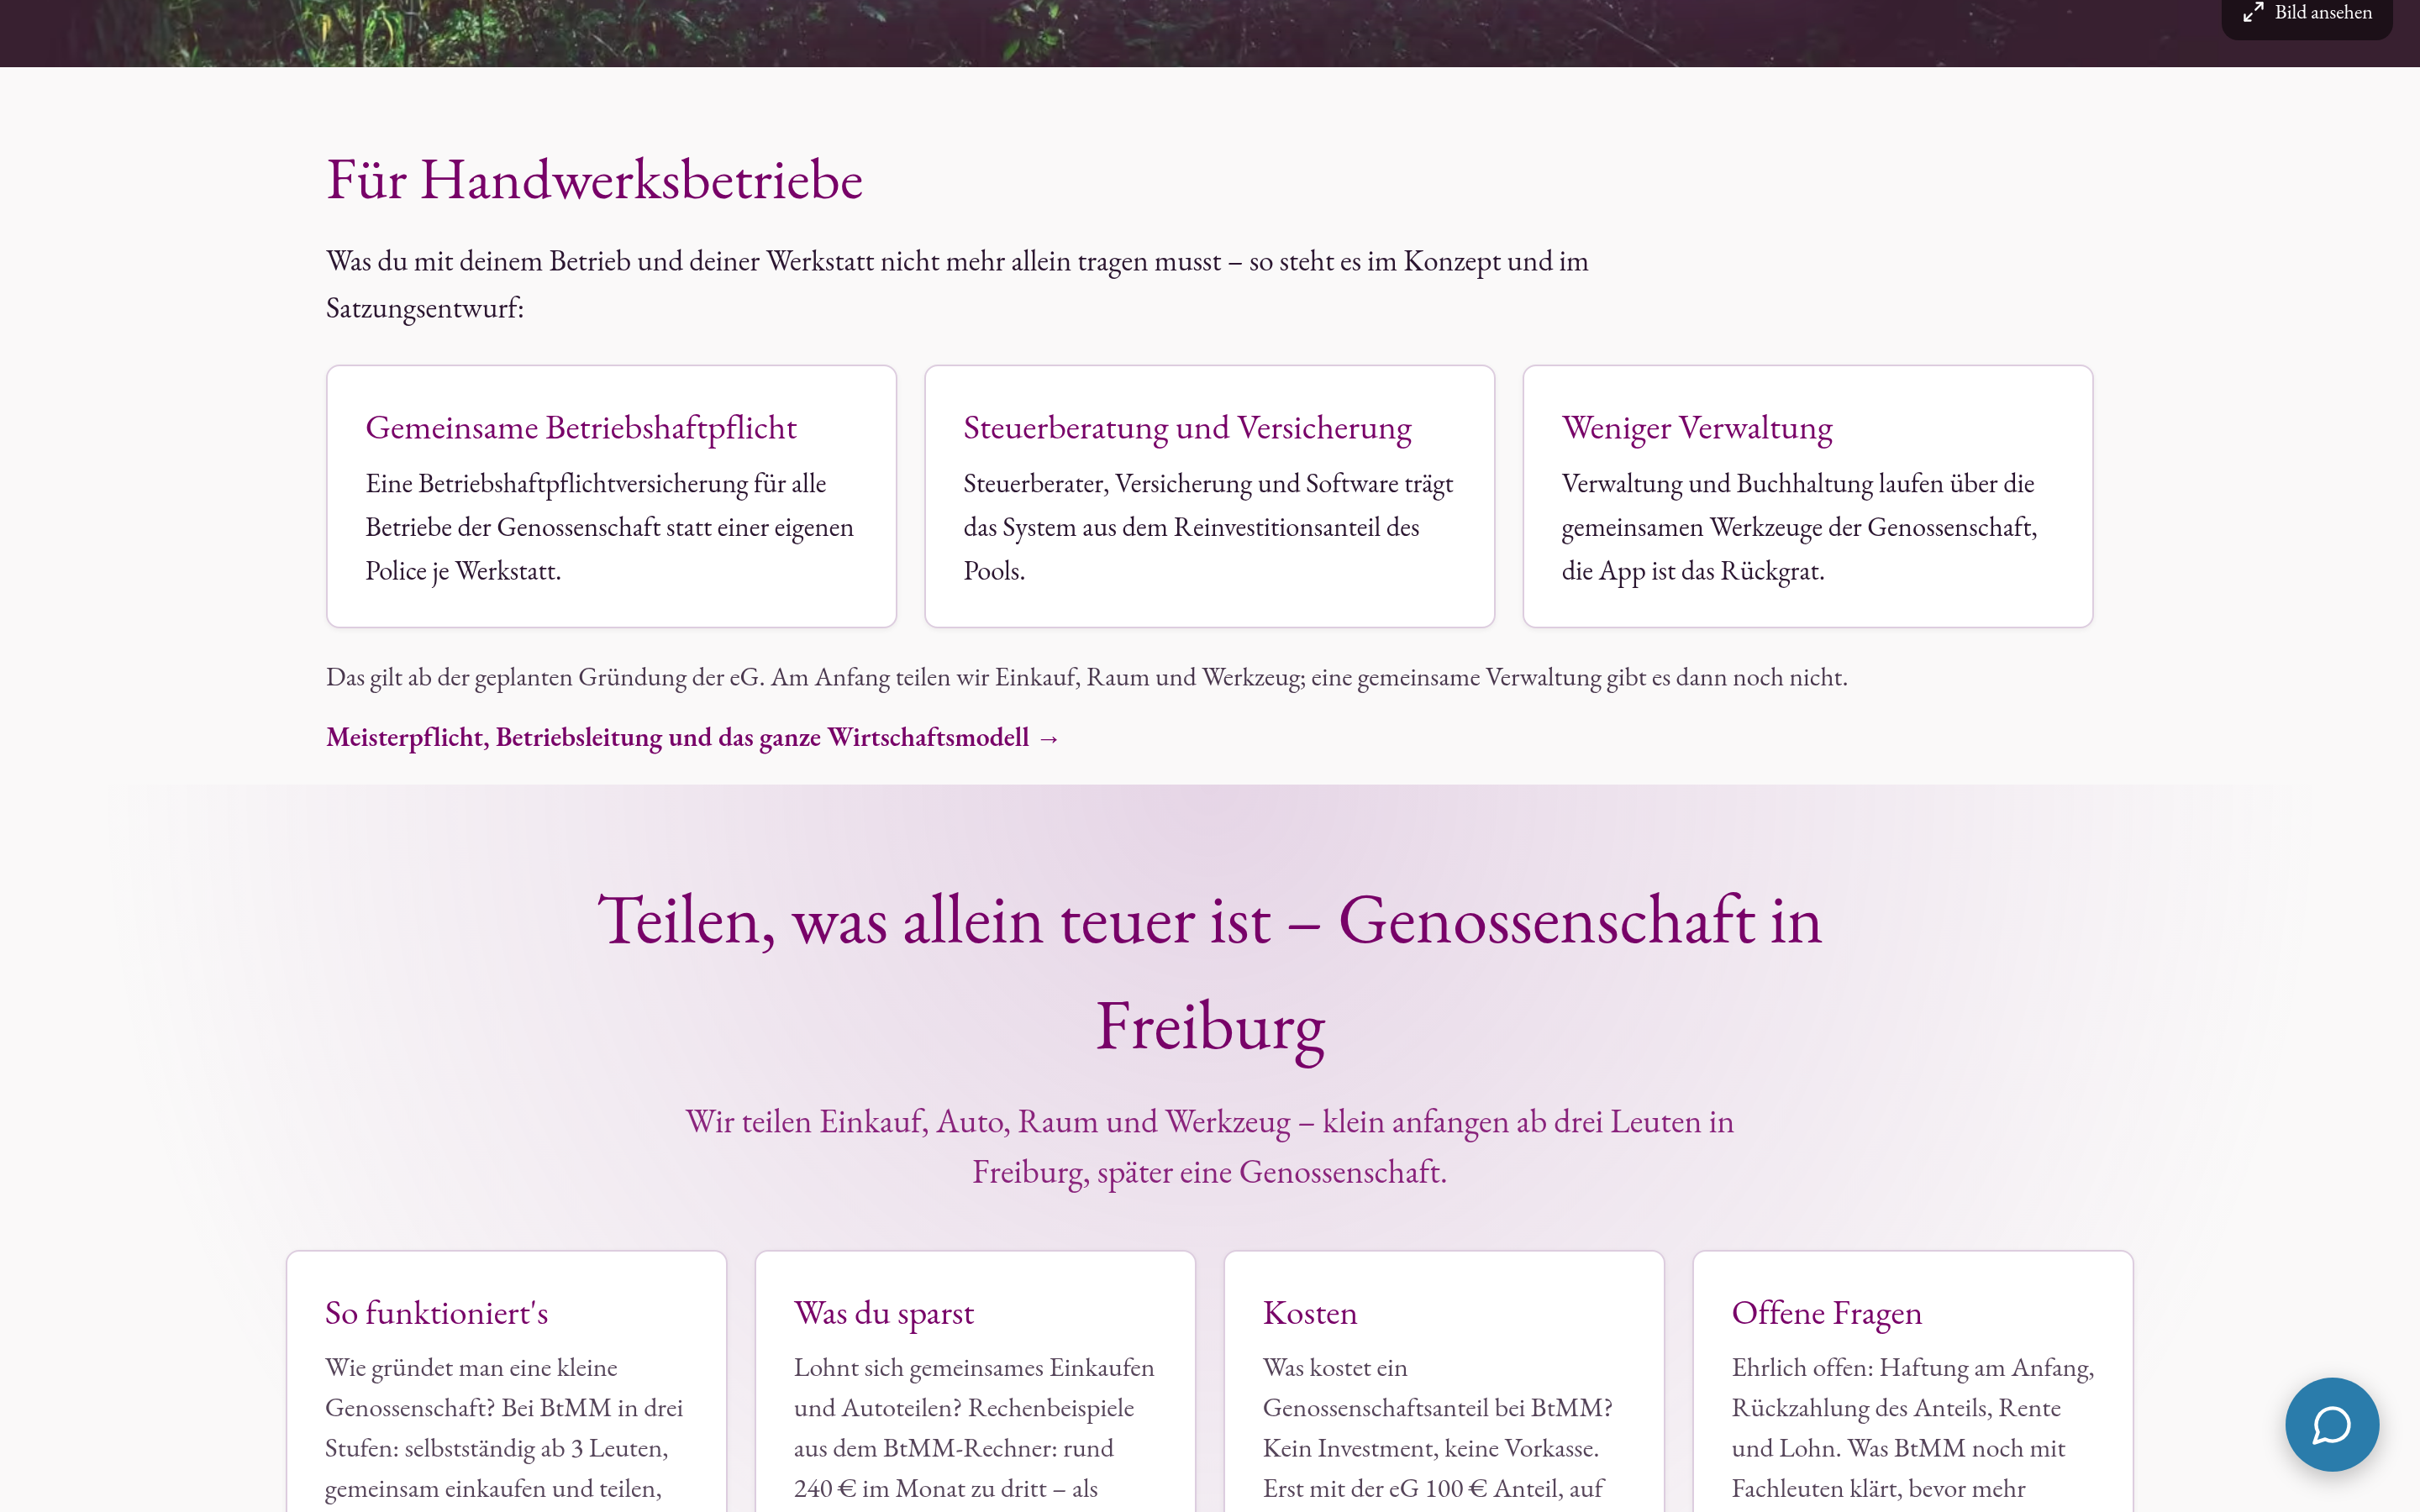 Bild ansehen
Für Handwerksbetriebe
Was du mit deinem Betrieb und deiner Werkstatt nicht mehr allein tragen musst – so steht es im Konzept und im
Satzungsentwurf:
Gemeinsame Betriebshaftpflicht
Eine Betriebshaftpflichtversicherung für alle
Betriebe der Genossenschaft statt einer eigenen
Police je Werkstatt.
Steuerberatung und Versicherung
Steuerberater, Versicherung und Software trägt
das System aus dem Reinvestitionsanteil des
Pools.
Weniger Verwaltung
Verwaltung und Buchhaltung laufen über die
gemeinsamen Werkzeuge der Genossenschaft,
die App ist das Rückgrat.
Das gilt ab der geplanten Gründung der eG. Am Anfang teilen wir Einkauf, Raum und Werkzeug; eine gemeinsame Verwaltung gibt es dann noch nicht.
Meisterpflicht, Betriebsleitung und das ganze Wirtschaftsmodell →
Teilen, was allein teuer ist – Genossenschaft in
Freiburg
Wir teilen Einkauf, Auto, Raum und Werkzeug – klein anfangen ab drei Leuten in
Freiburg, später eine Genossenschaft.
So funktioniert's
Wie gründet man eine kleine
Genossenschaft? Bei BtMM in drei
Stufen: selbstständig ab 3 Leuten,
gemeinsam einkaufen und teilen,
Was du sparst
Lohnt sich gemeinsames Einkaufen
und Autoteilen? Rechenbeispiele
aus dem BtMM-Rechner: rund
240 € im Monat zu dritt – als
Kosten
Was kostet ein
Genossenschaftsanteil bei BtMM?
Kein Investment, keine Vorkasse.
Erst mit der eG 100 € Anteil, auf
Offene Fragen
Ehrlich offen: Haftung am Anfang,
Rückzahlung des Anteils, Rente
und Lohn. Was BtMM noch mit
Fachleuten klärt, bevor mehr